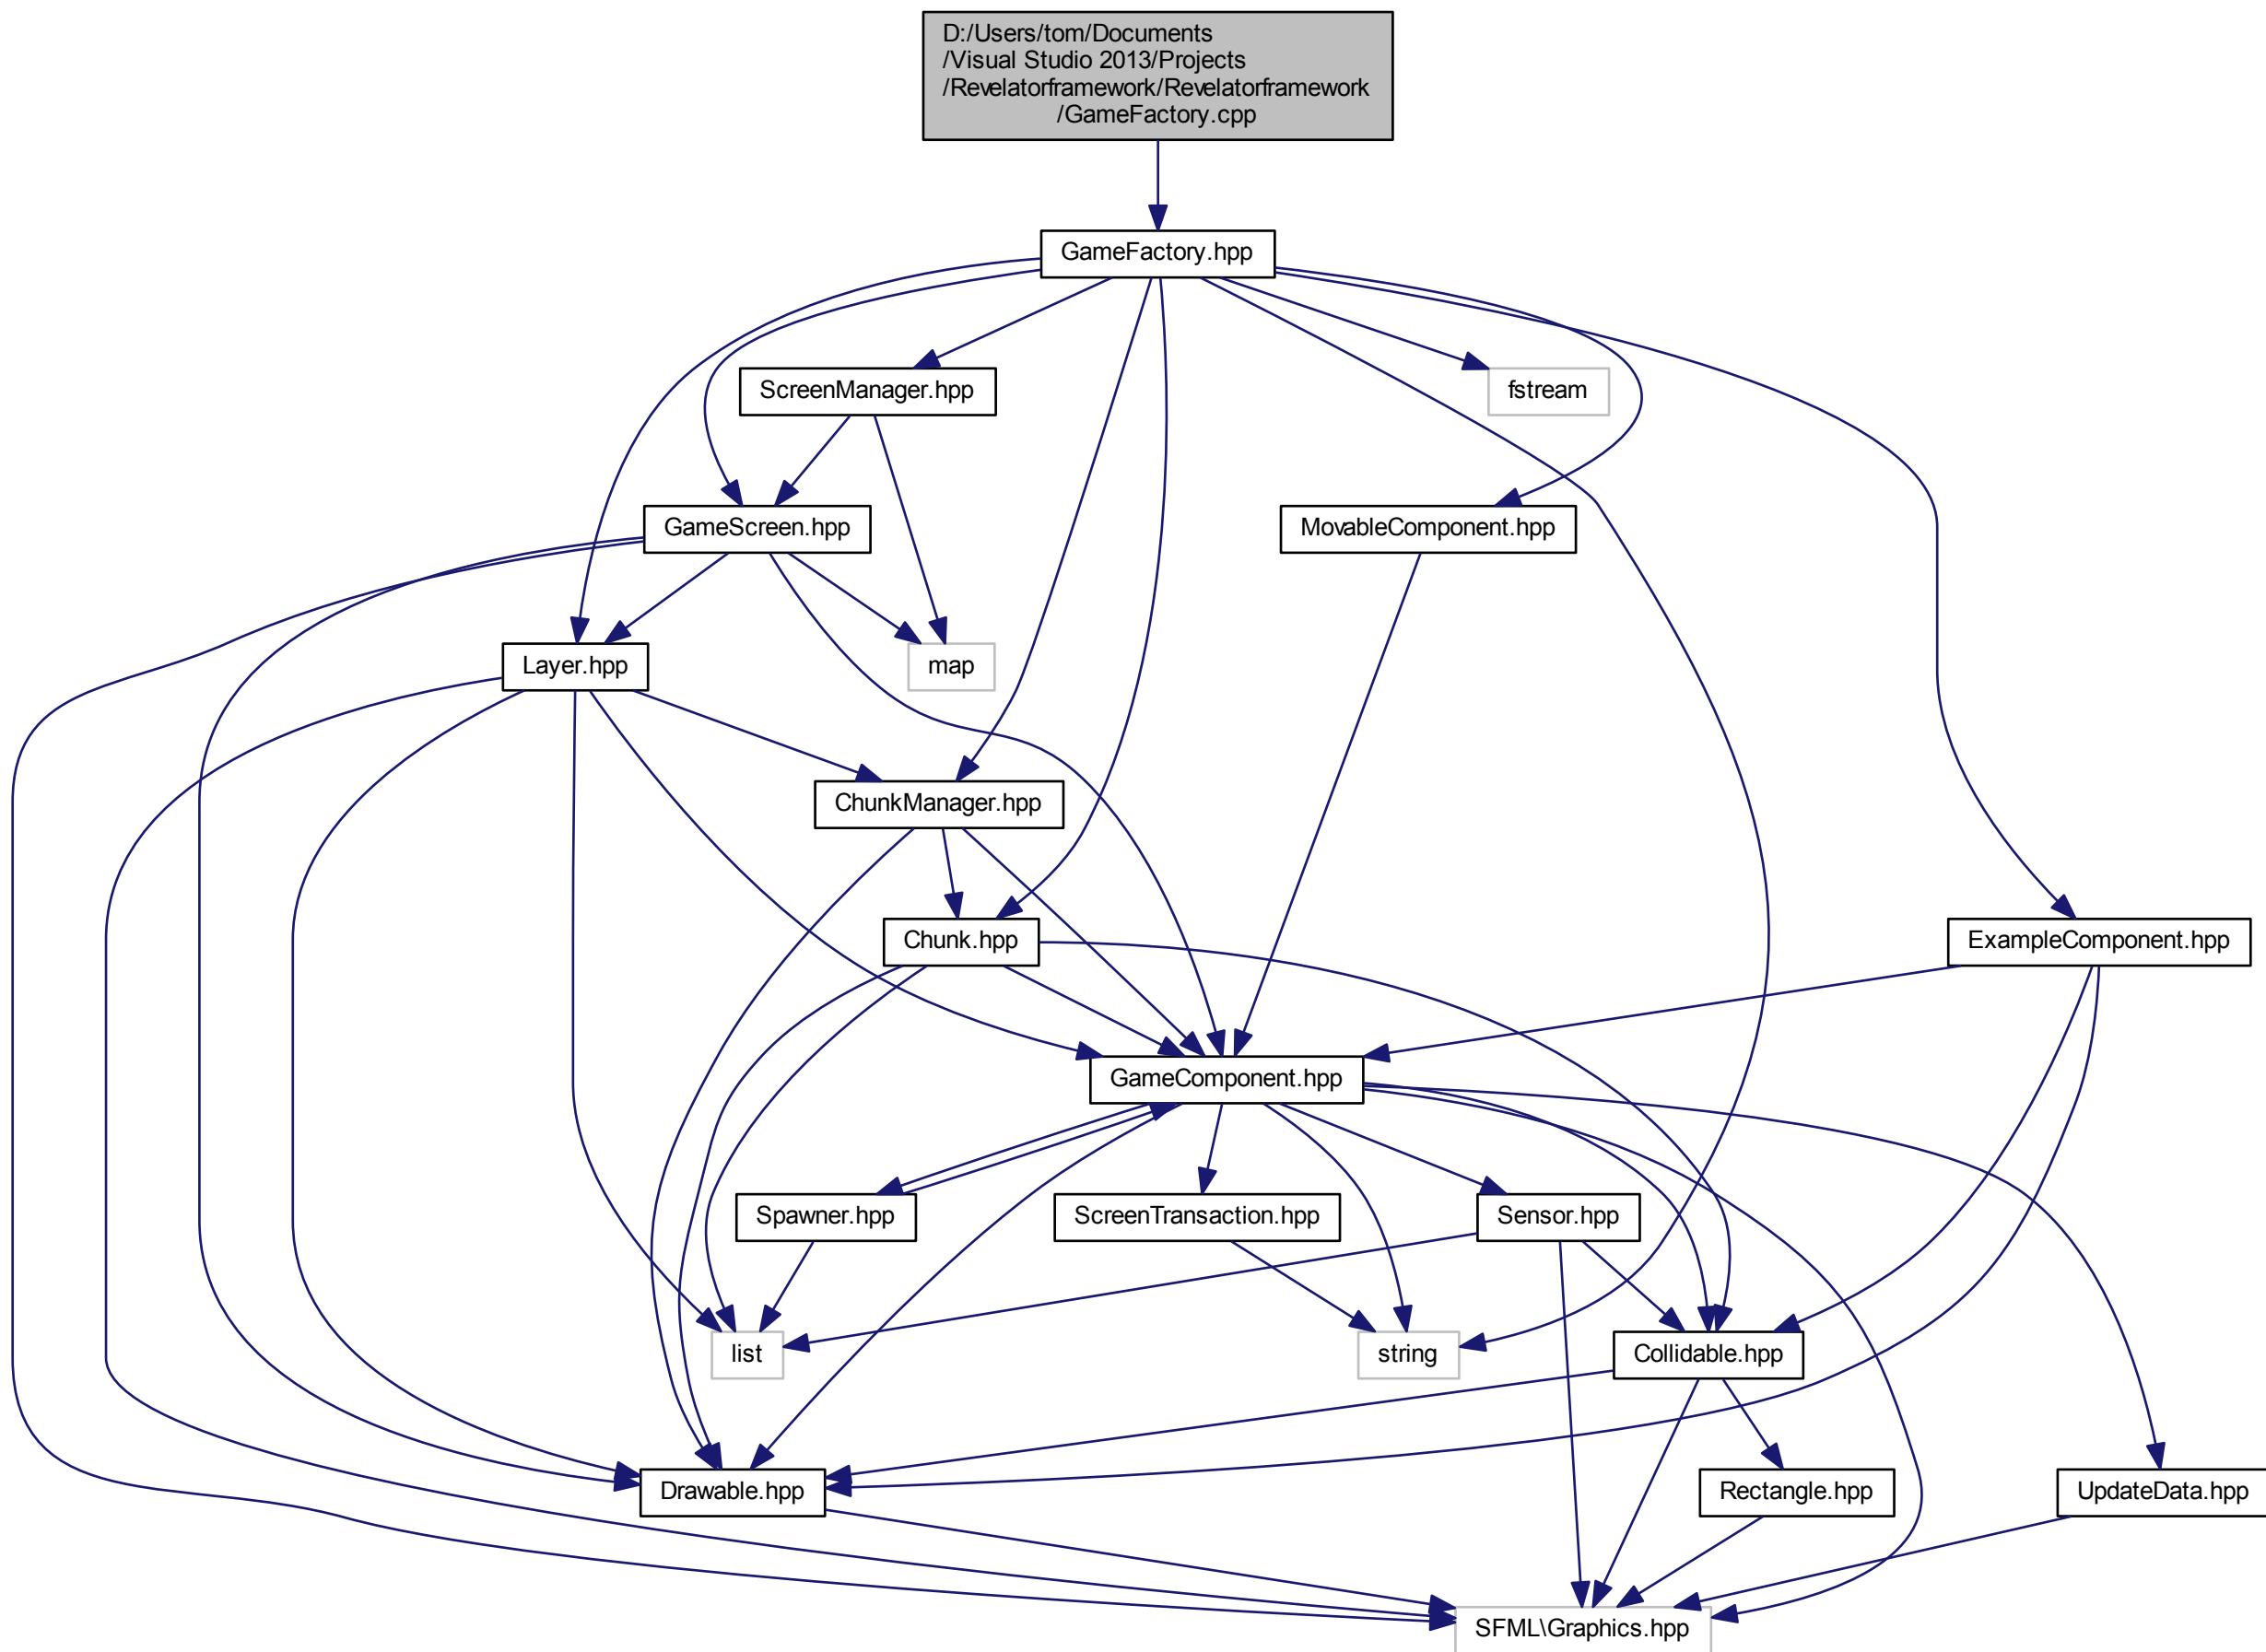 D:/Users/tom/Documents
/Visual Studio 2013/Projects
/Revelatorframework/Revelatorframework
/GameFactory.cpp
GameFactory.hpp
ScreenManager.hpp
fstream
GameScreen.hpp
MovableComponent.hpp
Layer.hpp
map
ChunkManager.hpp
Chunk.hpp
ExampleComponent.hpp
GameComponent.hpp
Spawner.hpp
ScreenTransaction.hpp
Sensor.hpp
list
string
Collidable.hpp
Drawable.hpp
Rectangle.hpp
UpdateData.hpp
SFML\Graphics.hpp